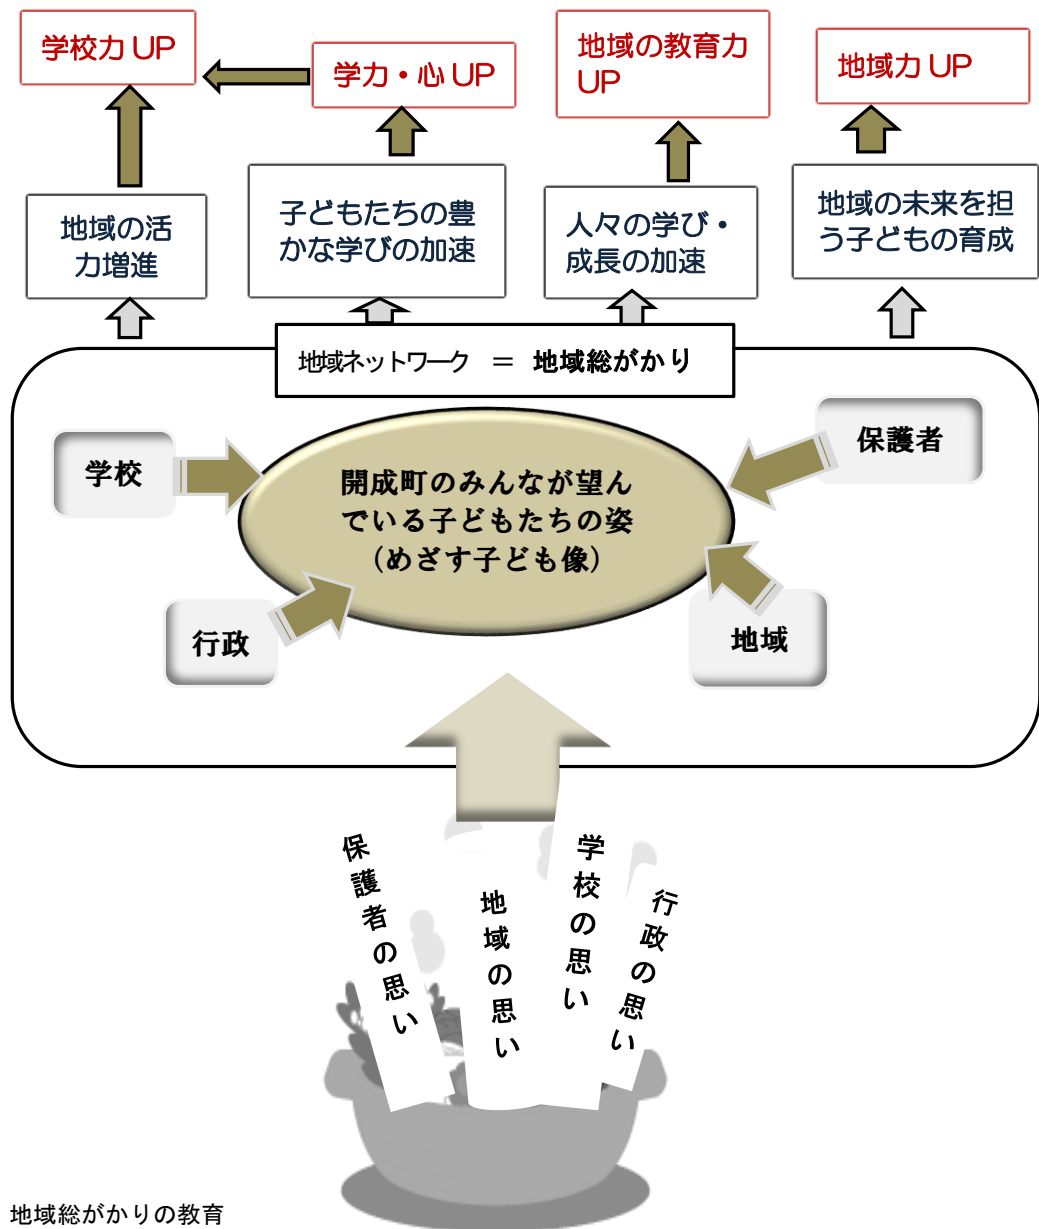 学校力 UP
学力・心 UP
地域の教育力
UP
地域力 UP
地域の活
力増進
子どもたちの豊
かな学びの加速
人々の学び・
成長の加速
地域の未来を担
う子どもの育成
地域ネットワーク ＝ 地域総がかり
学校
保護者
開成町のみんなが望ん
でいる子どもたちの姿
（めざす子ども像）
行政
地域
保護者の思い
地域の思い
学校の思い
行政の思い
地域総がかりの教育